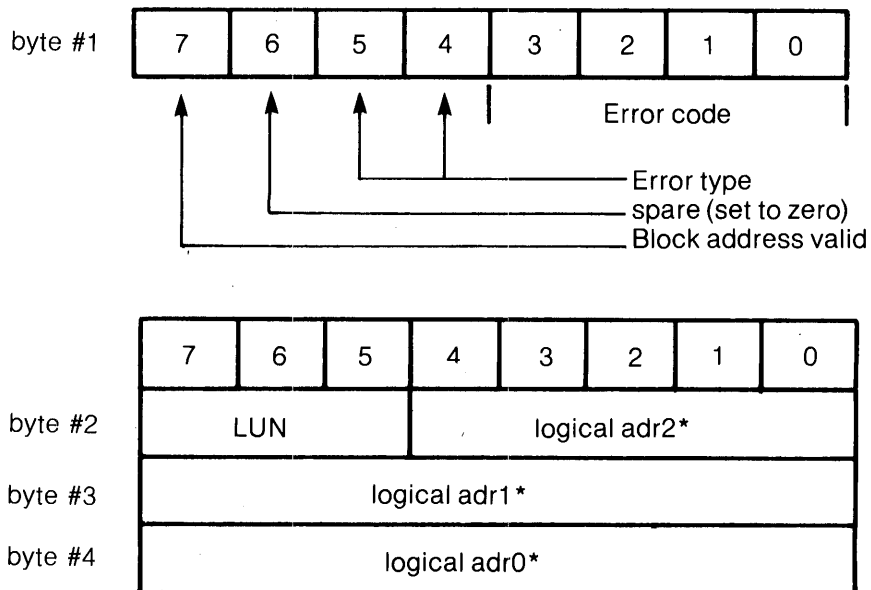 byte #1 7 6 5 4 3 2 1 0
Error code
Error type
spare (set to zero)
Block address valid
7 6 5 4 3 2 1 0
byte #2 LUN logical adr2*
byte #3 logical adr1*
byte #4 logical adr0*